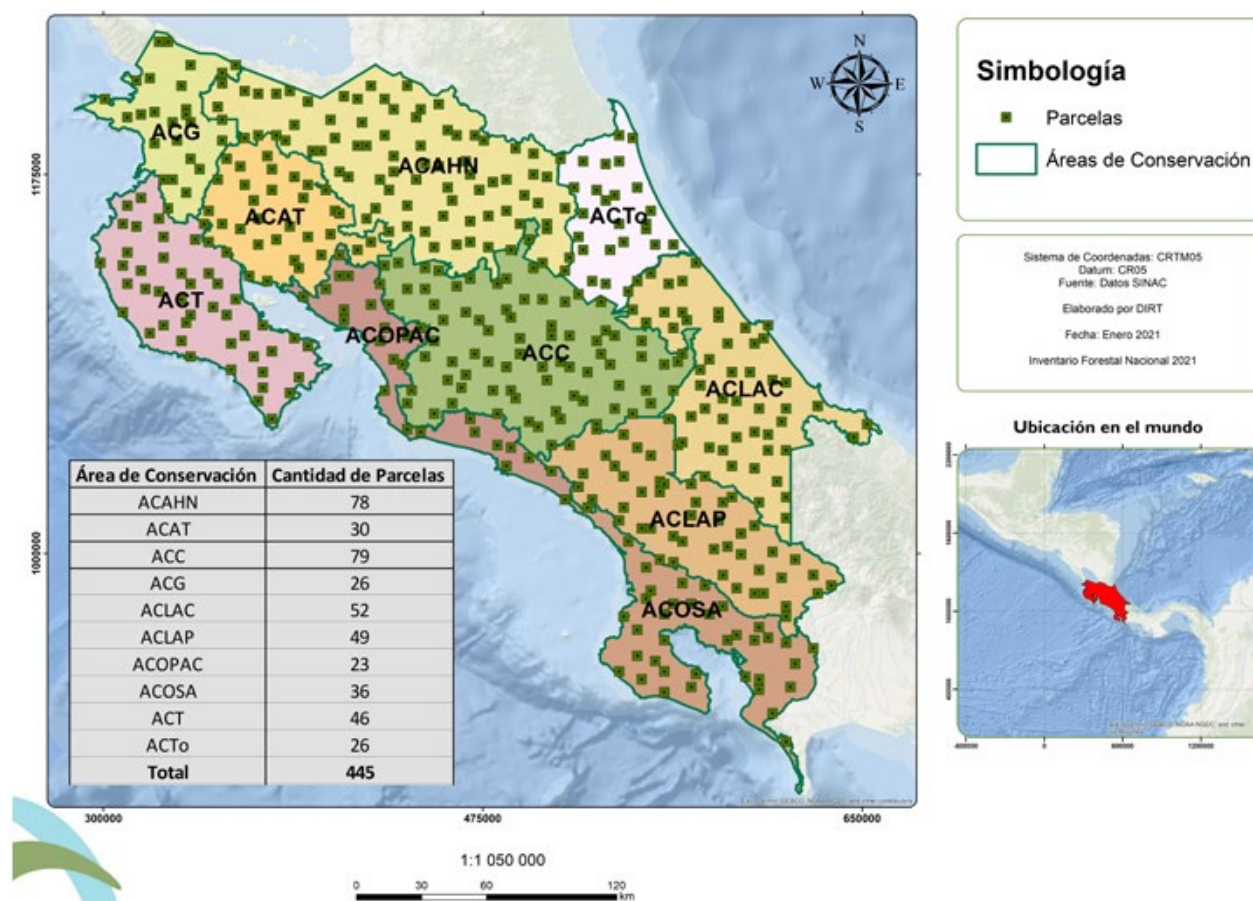 N
W E
S
ACG
ACAHN
ACTo
ACAT
ACT
ACOPAC
ACC
ACLAC
ACLAP
ACOSA
Área de Conservación Cantidad de Parcelas
ACAHN 78
ACAT 30
ACC 79
ACG 26
ACLAC 52
ACLAP 49
ACOPAC 23
ACOSA 36
ACT 46
ACTo 26
Total 445
1175000
1000000
300000 475000 650000
1:1 050 000
0 30 60 120
km
Simbología
Parcelas
Áreas de Conservación
Sistema de Coordenadas: CRTM05
Datum: CR05
Fuente: Datos SINAC
Elaborado por DIRT
Fecha: Enero 2021
Inventario Forestal Nacional 2021
Ubicación en el mundo
0 600000 1200000